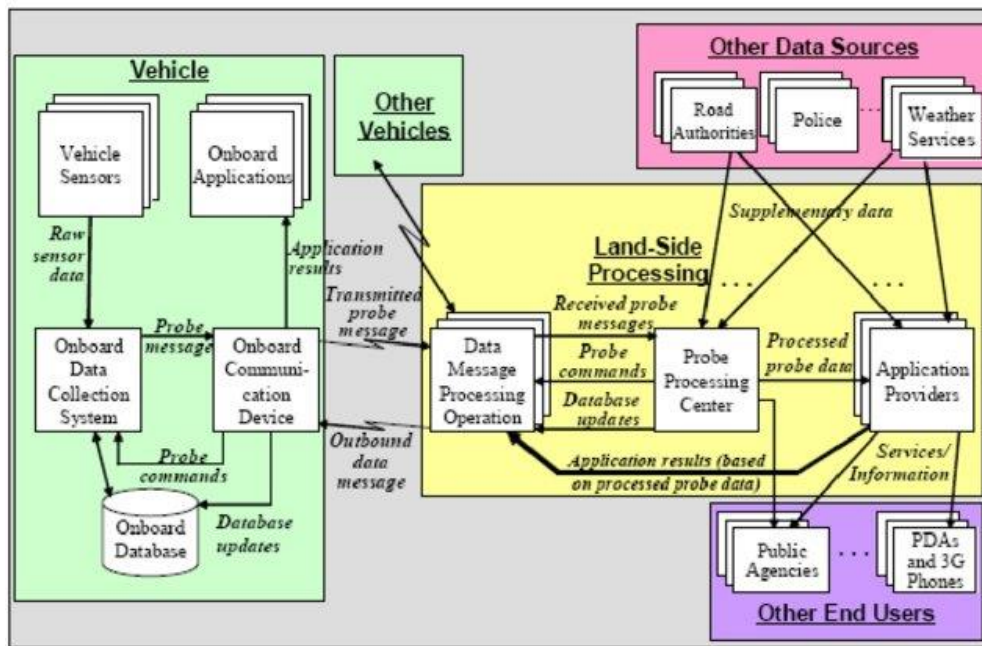 Vehicle
Vehicle
Sensors
Onboard
Applications
Raw
sensor
data
Application
results
Probe
message
Onboard
Data
Collection
System
Onboard
Communi-
cation
Device
Probe
commands
Onboard
Database
Database
updates
Other
Vehicles
Transmitted
probe
message
Outbound
data
message
Other Data Sources
Road
Authorities
Police
Weather
Services
Supplementary data
Land-Side
Processing
. . .
. . .
Received probe
messages
Data
Message
Processing
Operation
Probe
commands
Database
updates
Probe
Processing
Center
Processed
probe data
Application
Providers
Application results (based
on processed probe data)
Services/
Information
Public
Agencies
. . .
PDAs
and 3G
Phones
Other End Users